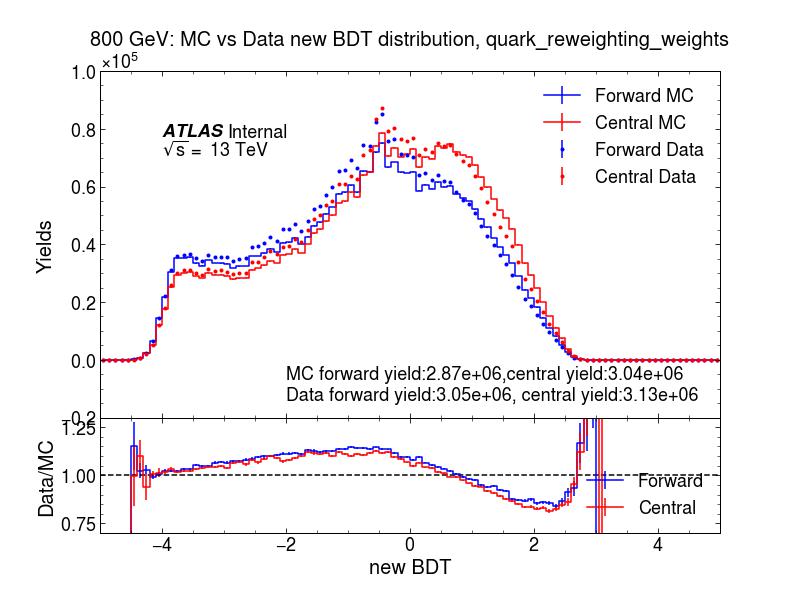 800 GeV: MC vs Data new BDT distribution, quark_reweighting_weights
×10⁵
1.0
0.8
0.6
0.4
0.2
0.0
0.2
Yields
ATLAS Internal
√s = 13 TeV
Forward MC
Central MC
Forward Data
Central Data
MC forward yield:2.87e+06,central yield:3.04e+06
Data forward yield:3.05e+06, central yield:3.13e+06
1.25
1.00
0.75
Data/MC
Forward
Central
−4 −2 0 2 4
new BDT